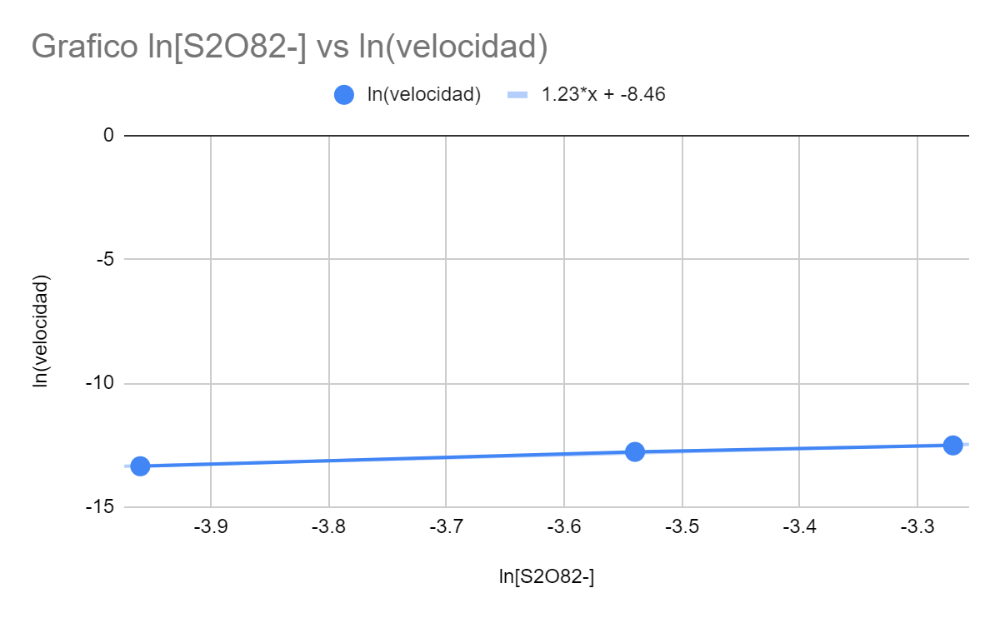 Grafico ln[S2O82-] vs ln(velocidad)
ln(velocidad)
1.23*x + -8.46
0
-5
-10
-15
ln(velocidad)
-3.9
-3.8
-3.7
-3.6
-3.5
-3.4
-3.3
ln[S2O82-]